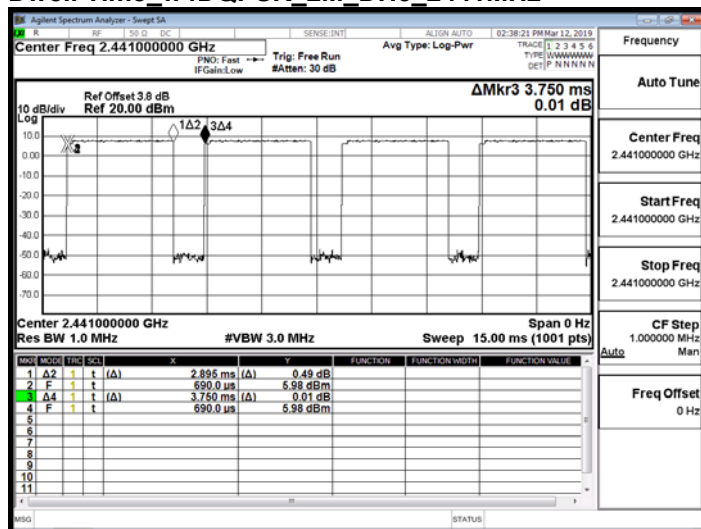 Agilent Spectrum Analyzer - Swept SA
R RF 50 Ω DC SENSE:INT ALIGN AUTO 02:38:21 PM Mar 12, 2019
Center Freq 2.441000000 GHz
PNO: Fast
IFGain:Low
Trig: Free Run
#Atten: 30 dB
Avg Type: Log-Pwr
TRACE 1 2 3 4 5 6
TYPE
DET P N N N N N
Frequency
Auto Tune
Center Freq
2.441000000 GHz
Start Freq
2.441000000 GHz
Stop Freq
2.441000000 GHz
CF Step
1.000000 MHz
Auto Man
Freq Offset
0 Hz
ΔMkr3 3.750 ms
0.01 dB
Ref Offset 3.8 dB
10 dB/div Ref 20.00 dBm
Log
1Δ2 3Δ4
10.0
0.00
-10.0
-20.0
-30.0
-40.0
-50.0
-60.0
-70.0
Center 2.441000000 GHz Span 0 Hz
Res BW 1.0 MHz #VBW 3.0 MHz Sweep 15.00 ms (1001 pts)
MKR MODE TRC SCL X Y FUNCTION FUNCTION WIDTH FUNCTION VALUE
1 Δ2 1 t (Δ) 2.895 ms (Δ) 0.49 dB
2 F 1 t 690.0 µs 5.98 dBm
3 Δ4 1 t (Δ) 3.750 ms (Δ) 0.01 dB
4 F 1 t 690.0 µs 5.98 dBm
5
6
7
8
9
10
11
MSG STATUS